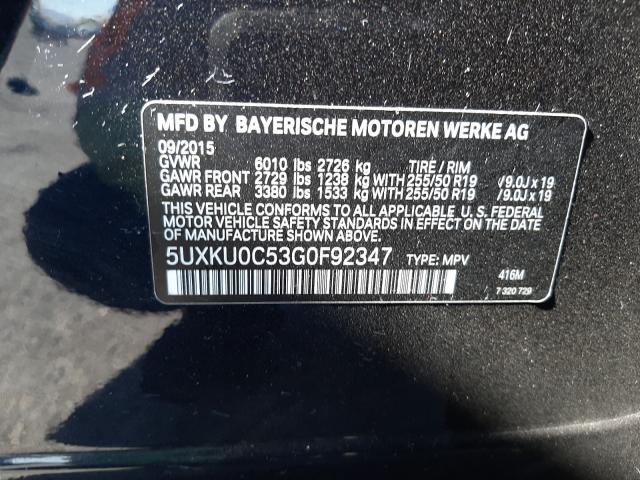 MFD BY BAYERISCHE MOTOREN WERKE AG
09/2015
GVWR 6010 lbs 2726 kg TIRE / RIM
GAWR FRONT 2729 lbs 1238 kg WITH 255/50 R19 / 9.0J x 19
GAWR REAR 3380 lbs 1533 kg WITH 255/50 R19 / 9.0J x 19
THIS VEHICLE CONFORMS TO ALL APPLICABLE U. S. FEDERAL
MOTOR VEHICLE SAFETY STANDARDS IN EFFECT ON THE DATE
OF MANUFACTURE SHOWN ABOVE.
5UXKU0C53G0F92347 TYPE: MPV
416M
7 320 729